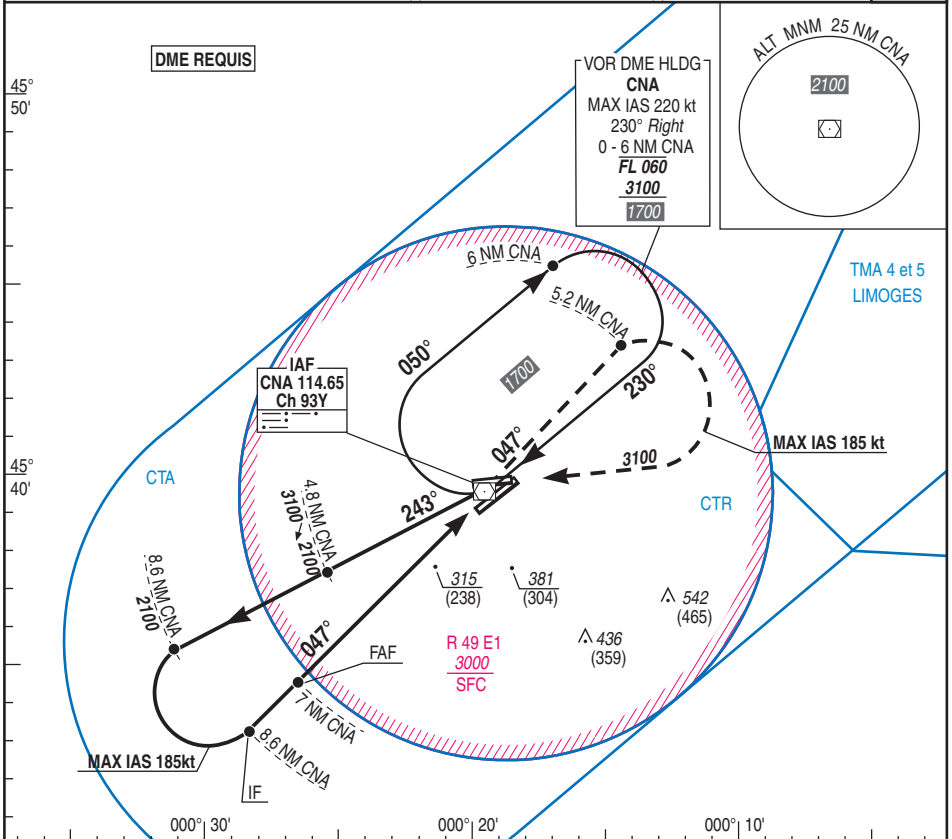 DME REQUIS
ALT MNM 25 NM CNA
2100
VOR DME HLDG
CNA
MAX IAS 220 kt
230° Right
0 - 6 NM CNA
FL 060
3100
1700
45°
50'
6 NM CNA
5.2 NM CNA
TMA 4 et 5
LIMOGES
050°
1700
230°
IAF
CNA 114.65
Ch 93Y
047°
MAX IAS 185 kt
3100
45°
40'
CTA
243°
CTR
4.8 NM CNA
3100 2100
8.6 NM CNA
2100
315
(238)
381
(304)
542
(465)
436
(359)
R 49 E1
3000
SFC
047°
FAF
7 NM CNA
8.6 NM CNA
MAX IAS 185kt
IF
000° 30'
000° 20'
000° 10'